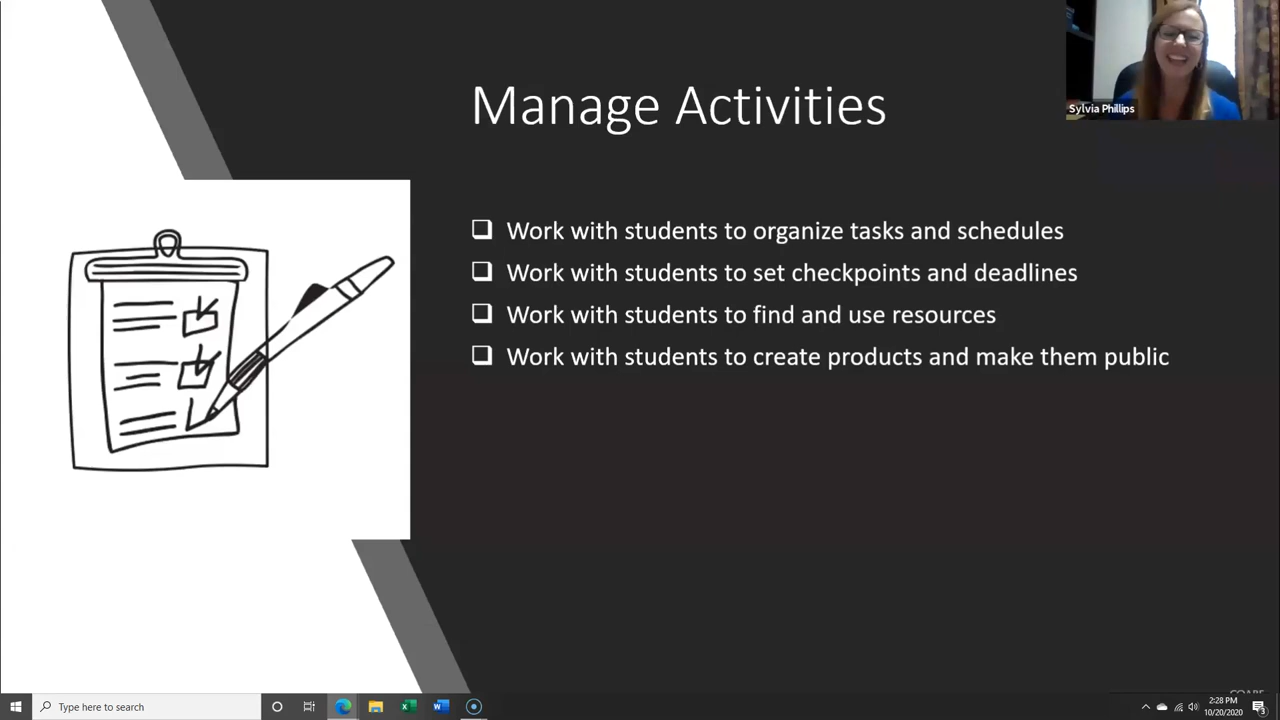 Manage Activities
Sylvia Phillips
Work with students to organize tasks and schedules
Work with students to set checkpoints and deadlines
Work with students to find and use resources
Work with students to create products and make them public
Type here to search
2:28 PM
10/20/2020
3